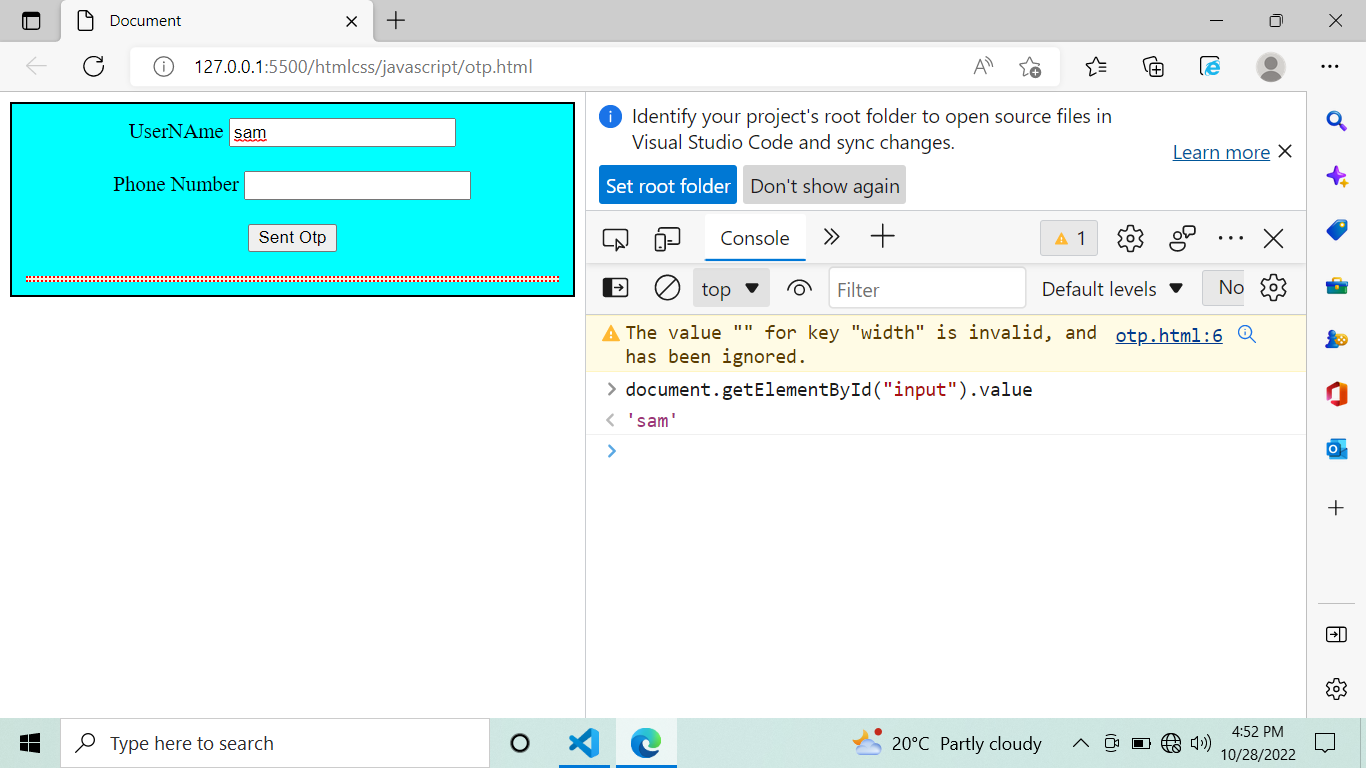 Document
127.0.0.1:5500/htmlcss/javascript/otp.html
UserNAme sam
Phone Number
Sent Otp
Identify your project's root folder to open source files in
Visual Studio Code and sync changes.
Learn more
Set root folder Don't show again
Console 1
top Filter Default levels No
The value "" for key "width" is invalid, and otp.html:6
has been ignored.
document.getElementById("input").value
'sam'
Type here to search
20°C Partly cloudy
4:52 PM
10/28/2022